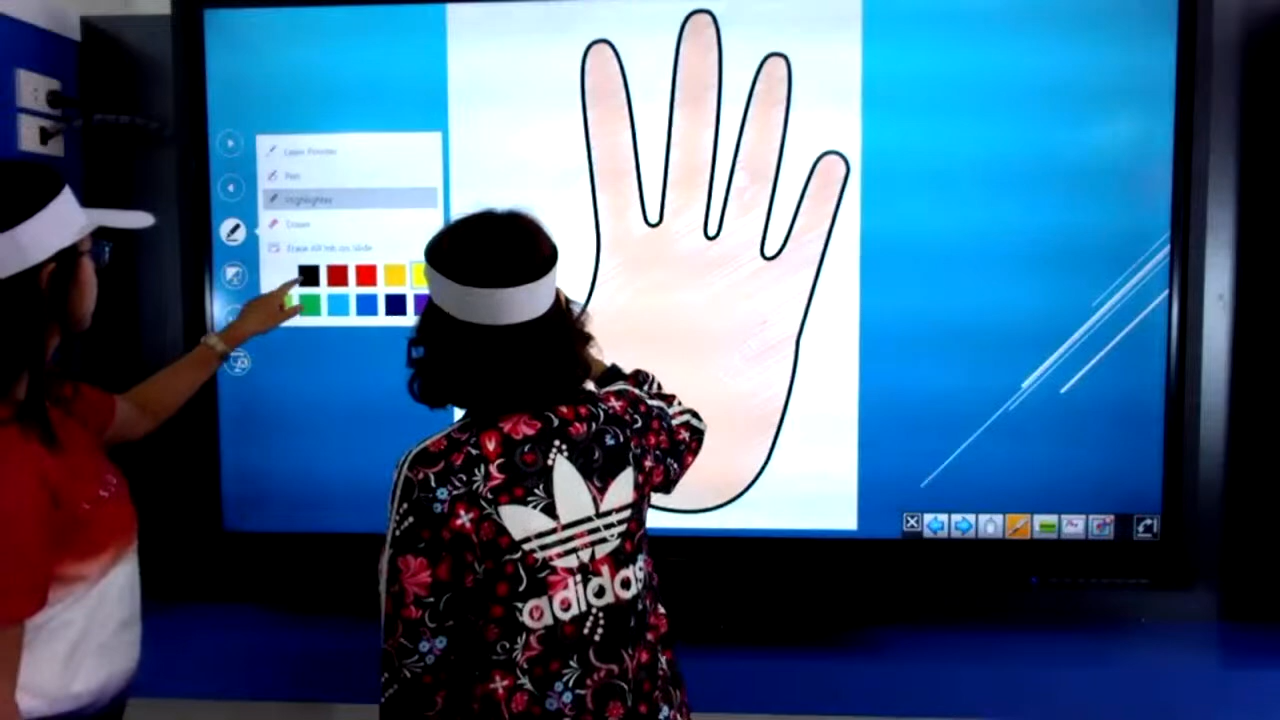 Laser Pointer
Pen
Highlighter
Eraser
Erase All Ink on Slide
adidas